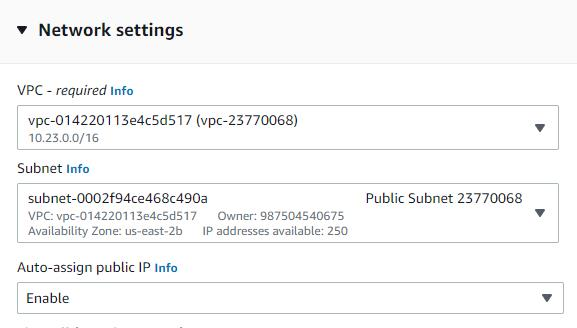 Network settings
VPC - required Info
vpc-014220113e4c5d517 (vpc-23770068)
10.23.0.0/16
Subnet Info
subnet-0002f94ce468c490a Public Subnet 23770068
VPC: vpc-014220113e4c5d517 Owner: 987504540675
Availability Zone: us-east-2b IP addresses available: 250
Auto-assign public IP Info
Enable